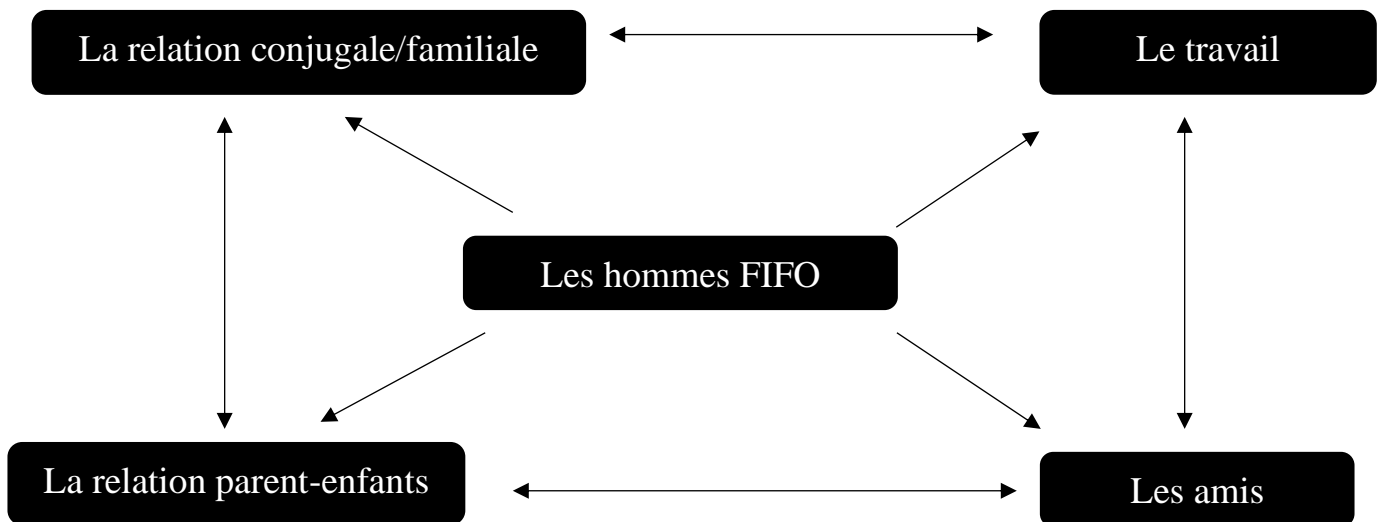 La relation conjugale/familiale
Le travail
Les hommes FIFO
La relation parent-enfants
Les amis